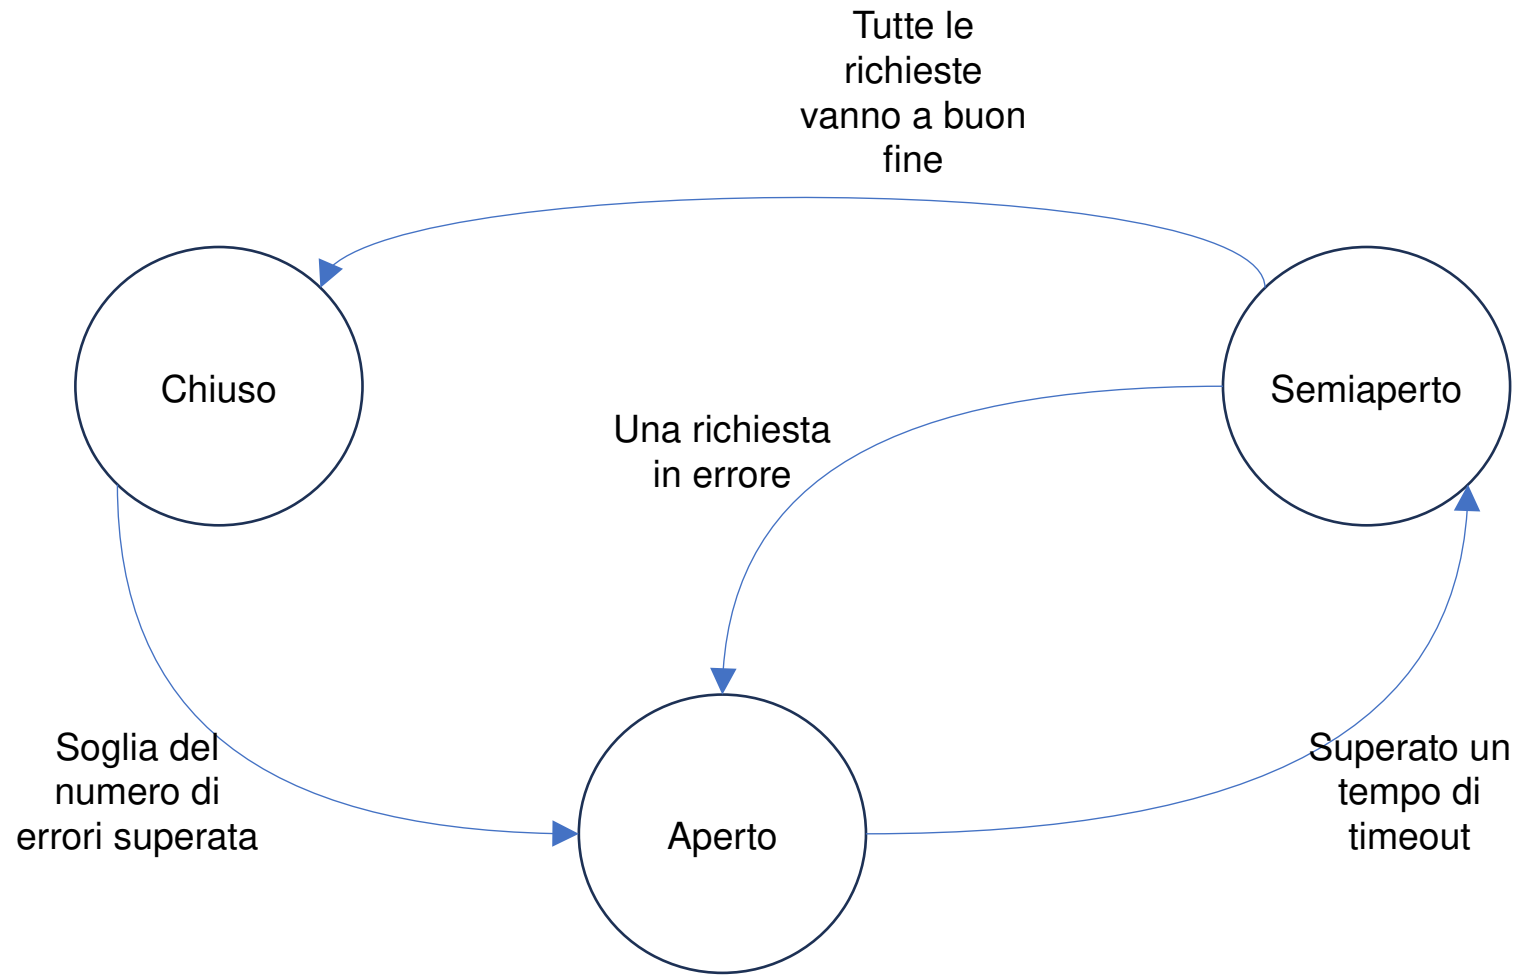 Tutte le
richieste
vanno a buon
fine
Chiuso
Semiaperto
Una richiesta
in errore
Soglia del
numero di
errori superata
Superato un
tempo di
timeout
Aperto